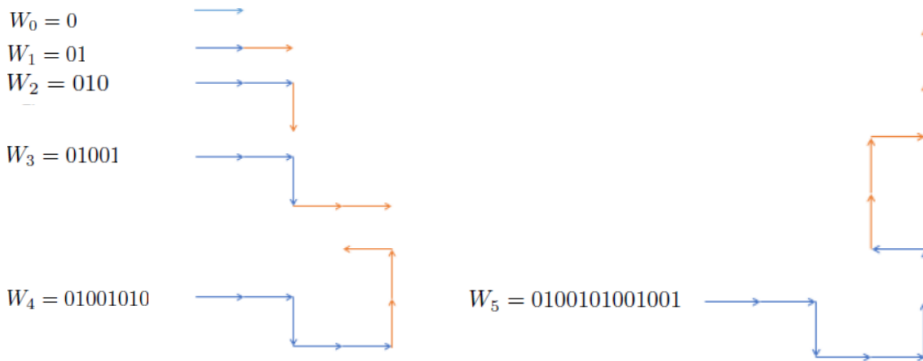 W₀ = 0
W₁ = 01
W₂ = 010
W₃ = 01001
W₄ = 01001010
W₅ = 0100101001001